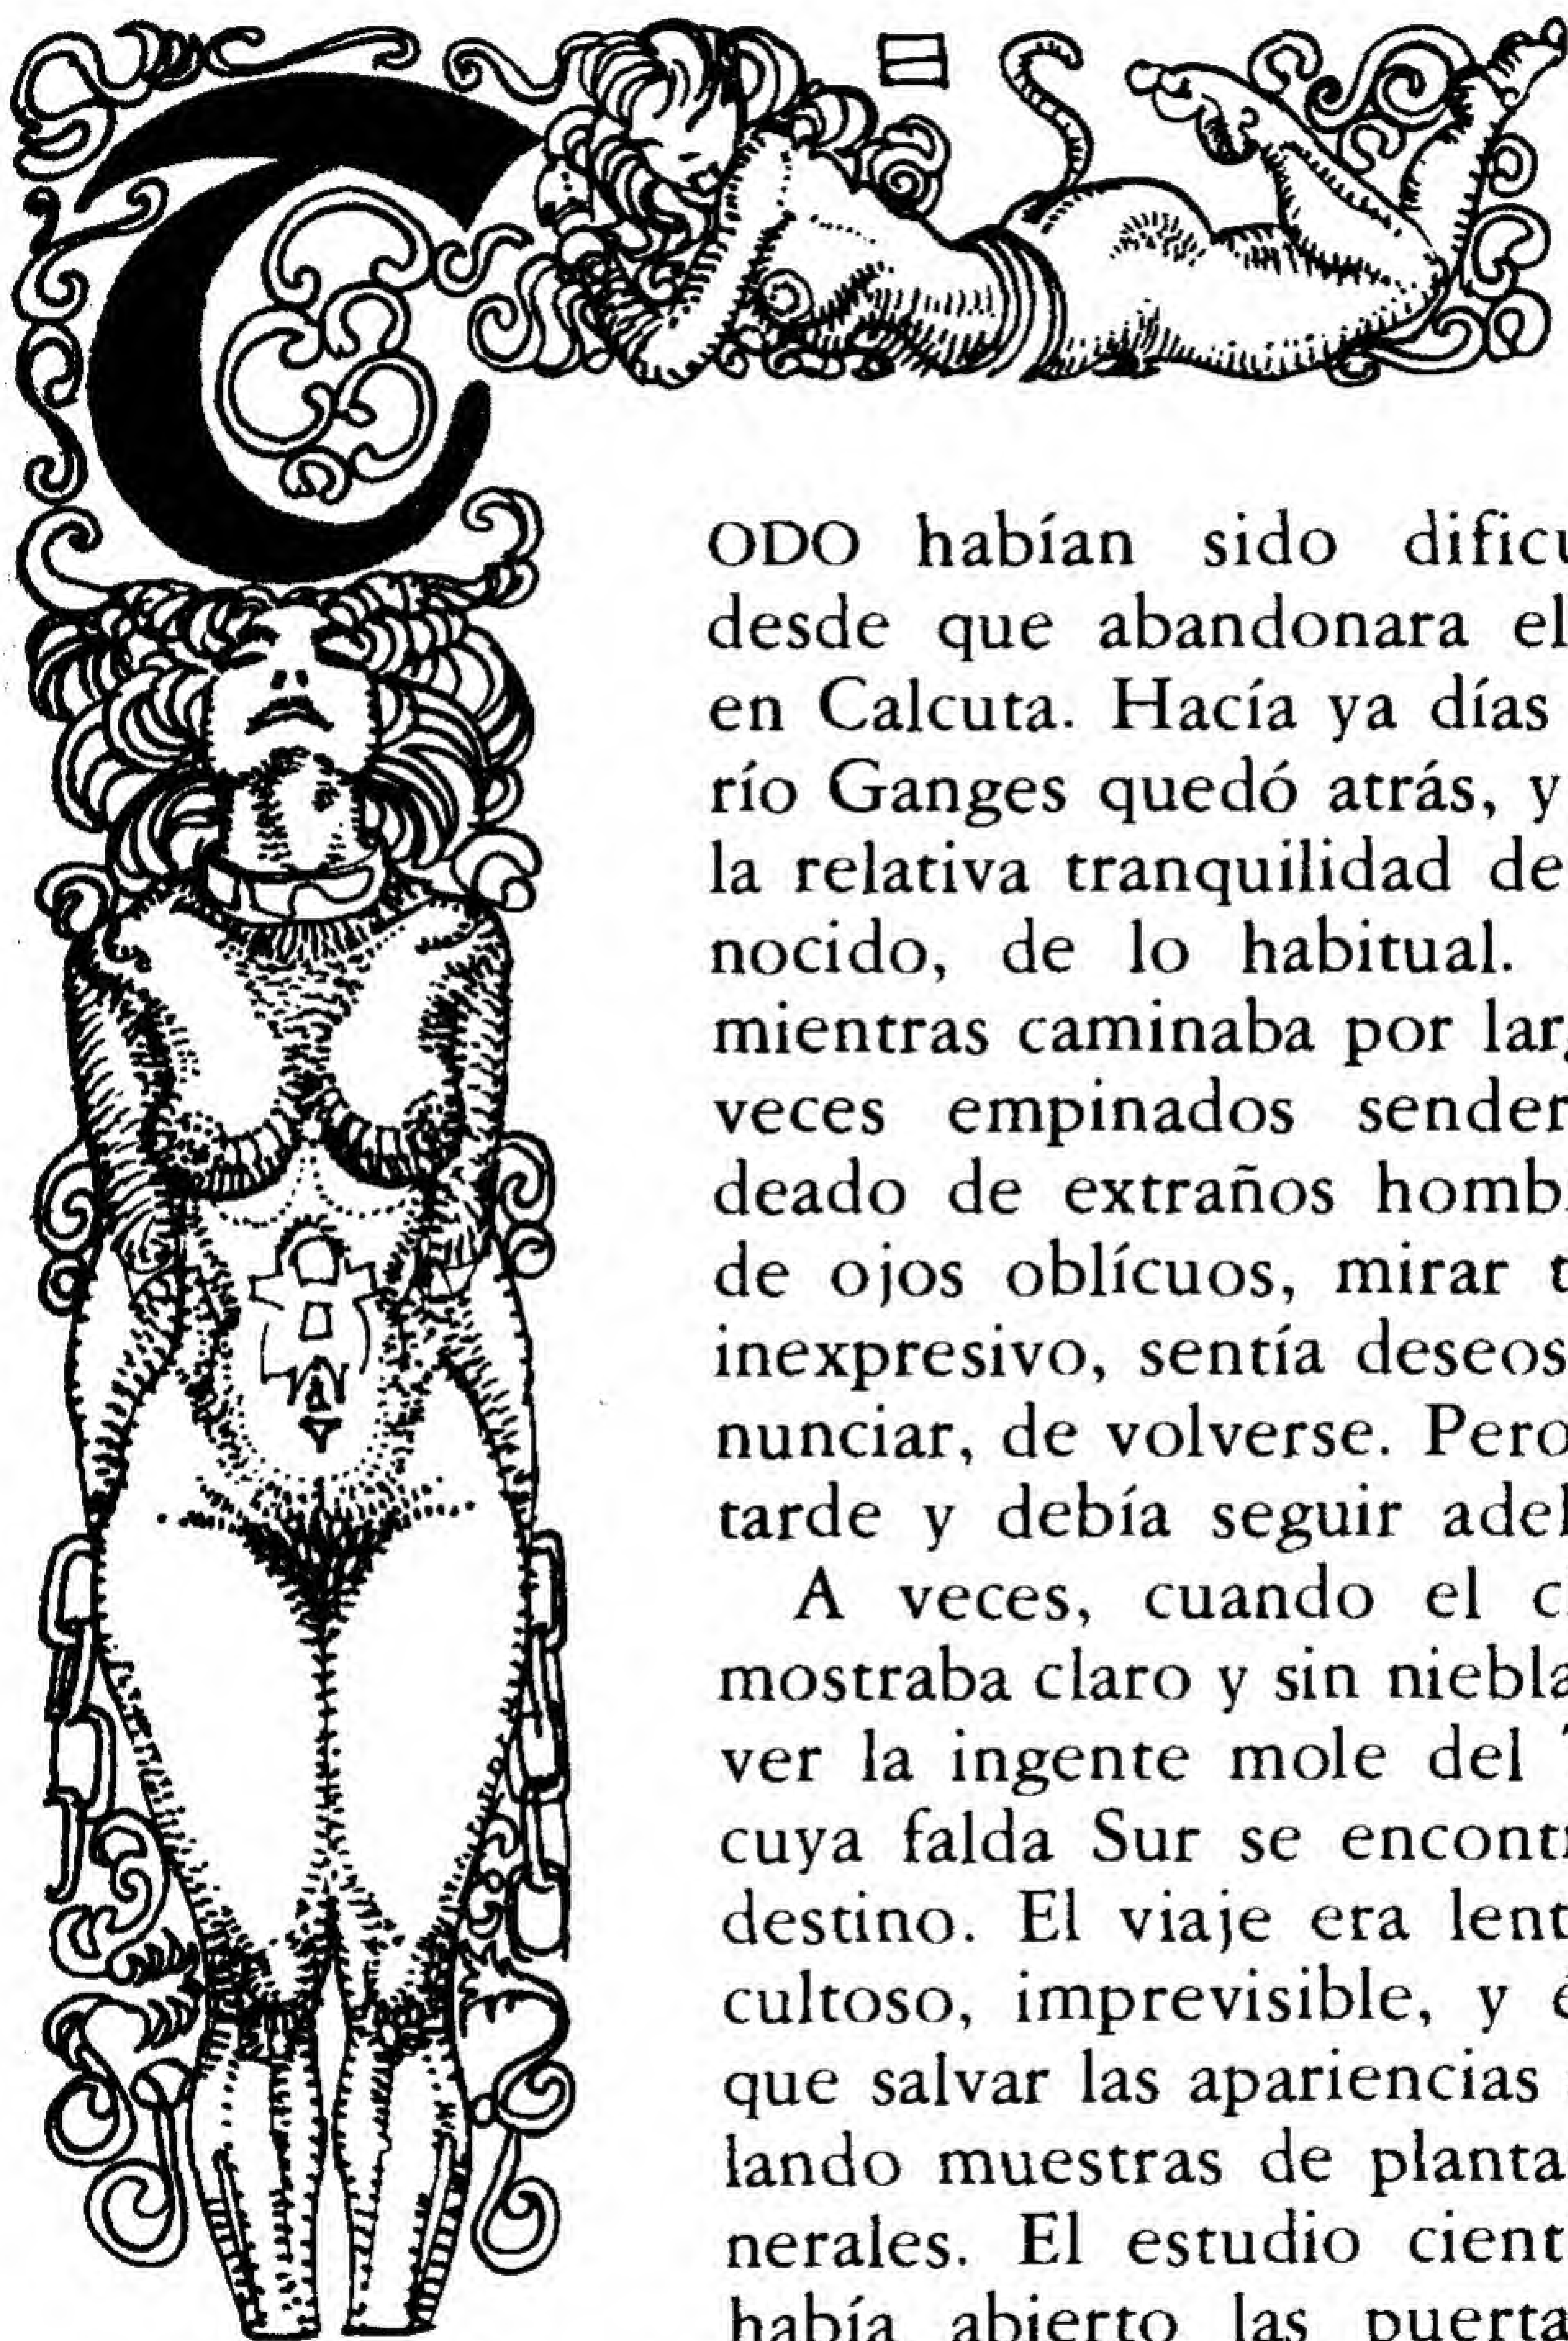 TODO habían sido dificu
desde que abandonara el
en Calcuta. Hacía ya días
río Ganges quedó atrás, y
la relativa tranquilidad de
nocido, de lo habitual.
mientras caminaba por larg
veces empinados sender
deado de extraños homb
de ojos oblícuos, mirar t
inexpresivo, sentía deseos
nunciar, de volverse. Pero
tarde y debía seguir adel
A veces, cuando el c
mostraba claro y sin niebla
ver la ingente mole del
cuya falda Sur se encontr
destino. El viaje era lent
cultoso, imprevisible, y é
que salvar las apariencias
lando muestras de planta
nerales. El estudio cient
había abierto las puerta